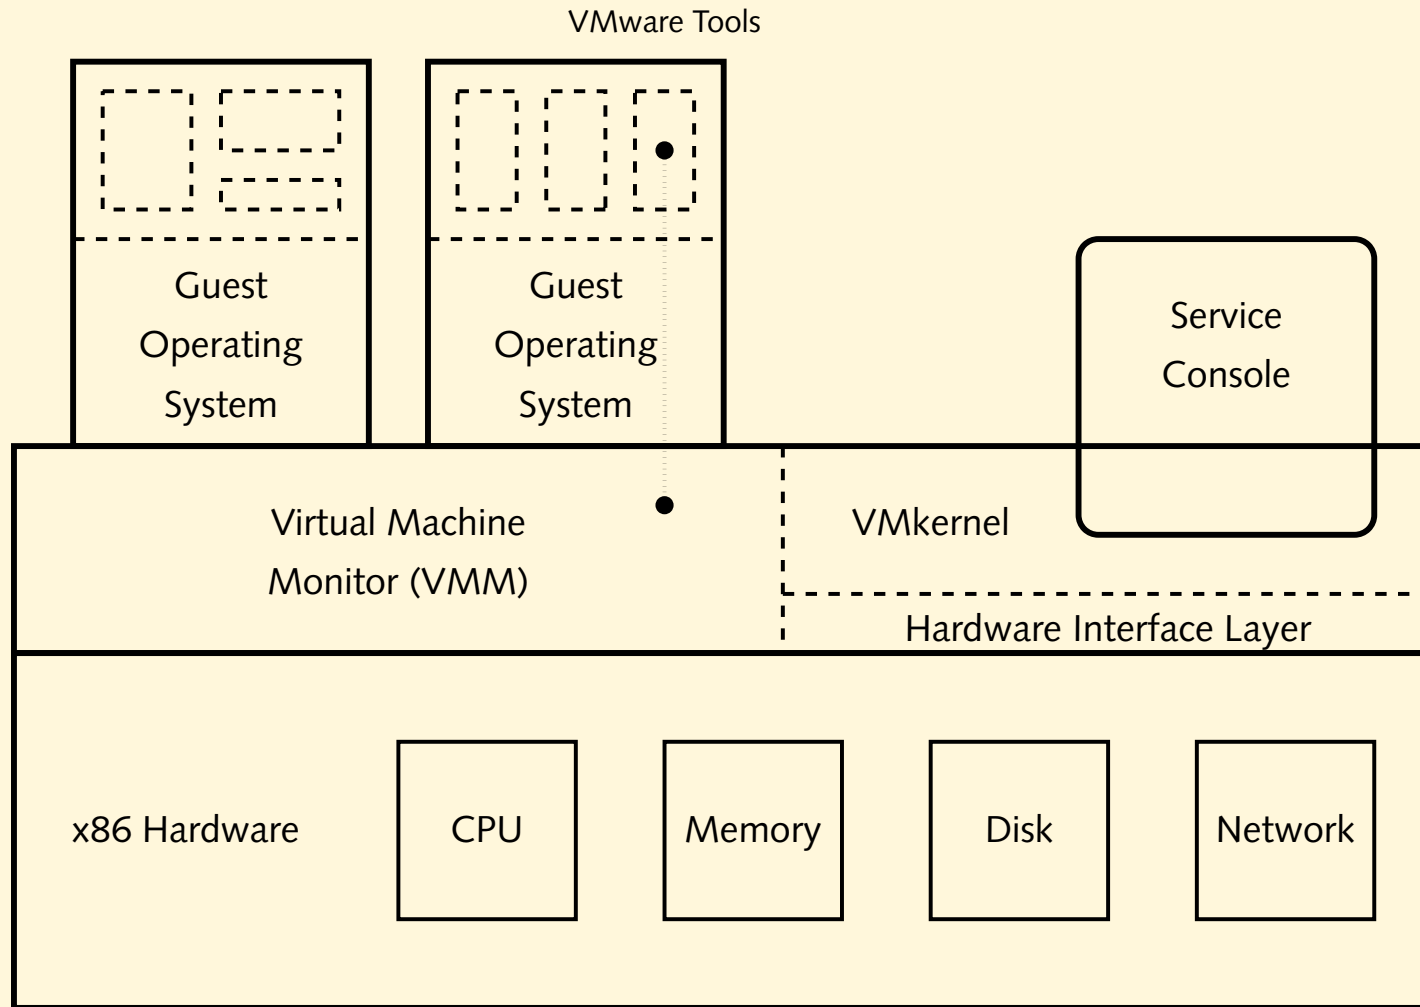 VMware Tools
Guest
Operating
System
Guest
Operating
System
Service
Console
Virtual Machine
Monitor (VMM)
VMkernel
Hardware Interface Layer
x86 Hardware
CPU
Memory
Disk
Network